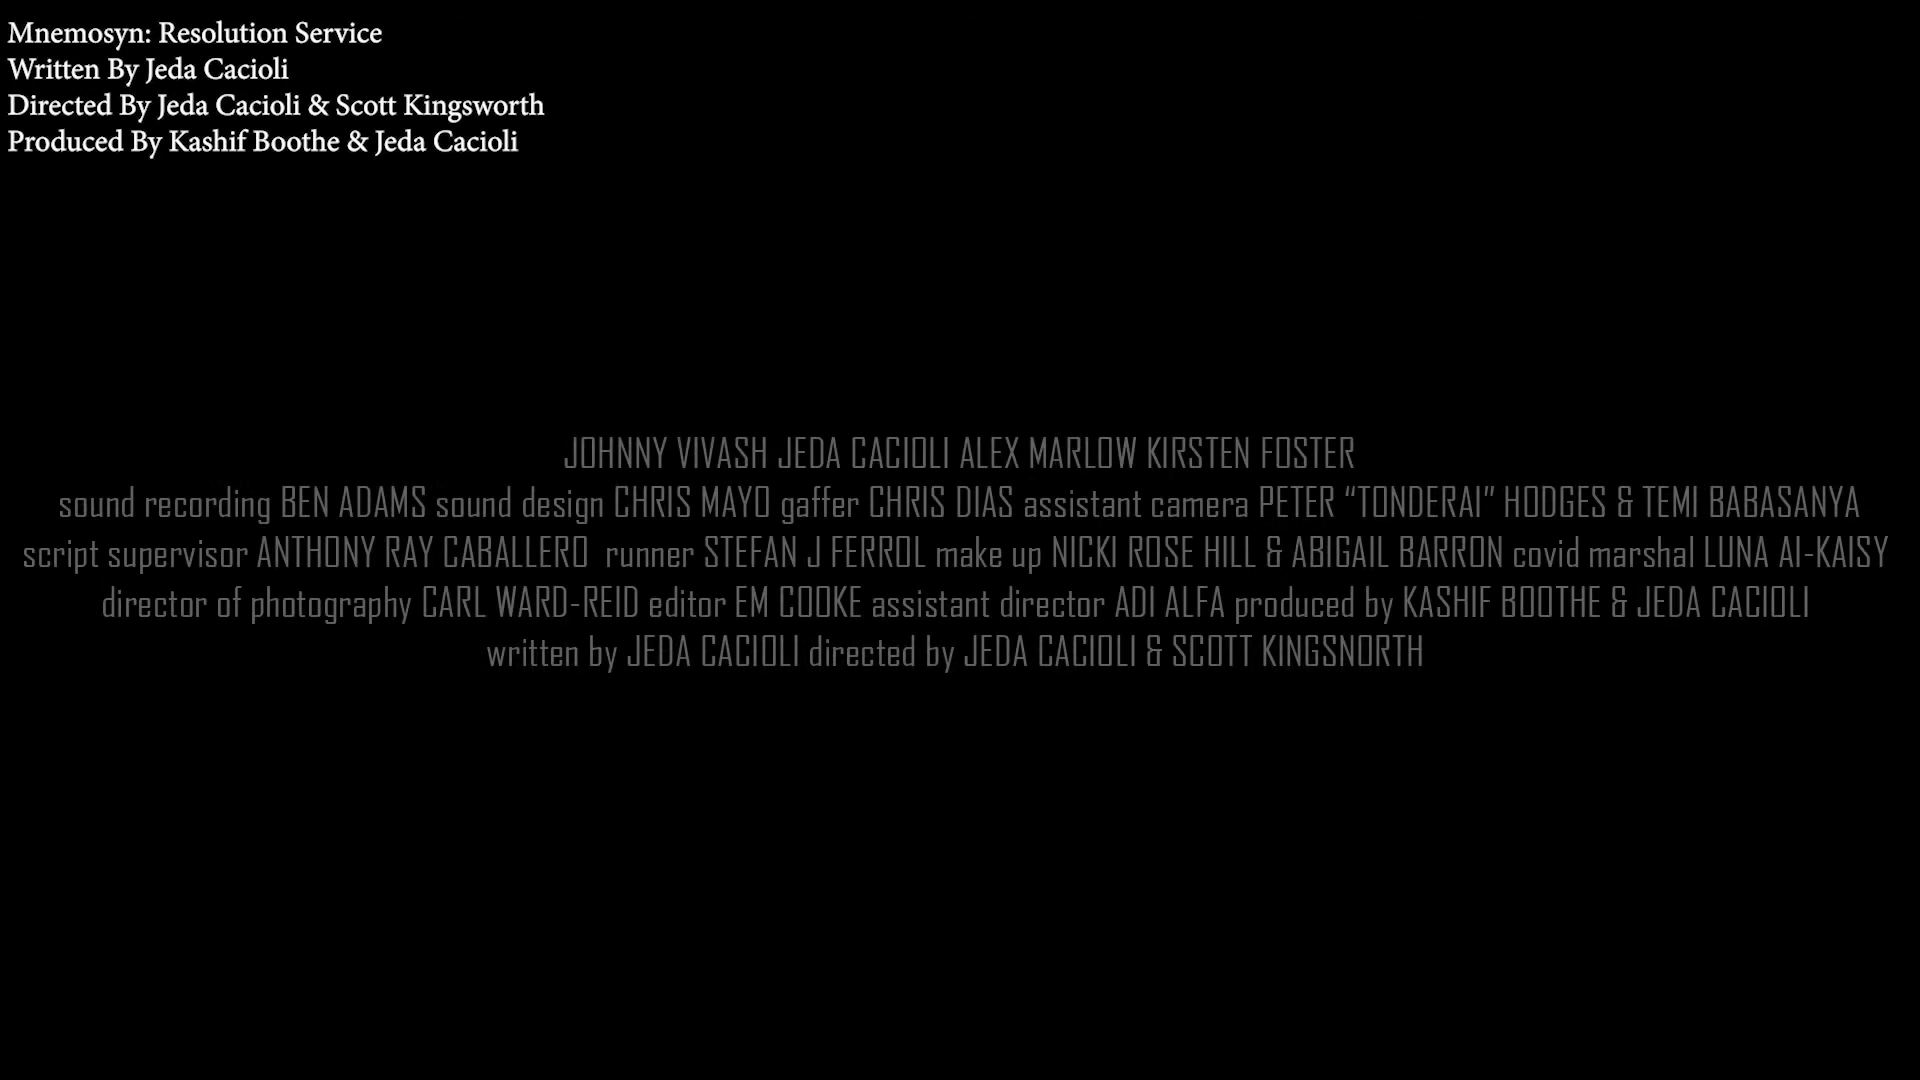 Mnemosyn: Resolution Service
Written By Jeda Cacioli
Directed By Jeda Cacioli & Scott Kingsworth
Produced By Kashif Boothe & Jeda Cacioli
JOHNNY VIVASH JEDA CACIOLI ALEX MARLOW KIRSTEN FOSTER
sound recording BEN ADAMS sound design CHRIS MAYO gaffer CHRIS DIAS assistant camera PETER “TONDERAI” HODGES & TEMI BABASANYA
script supervisor ANTHONY RAY CABALLERO runner STEFAN J FERROL make up NICKI ROSE HILL & ABIGAIL BARRON covid marshal LUNA AI-KAISY
director of photography CARL WARD-REID editor EM COOKE assistant director ADI ALFA produced by KASHIF BOOTHE & JEDA CACIOLI
written by JEDA CACIOLI directed by JEDA CACIOLI & SCOTT KINGSNORTH